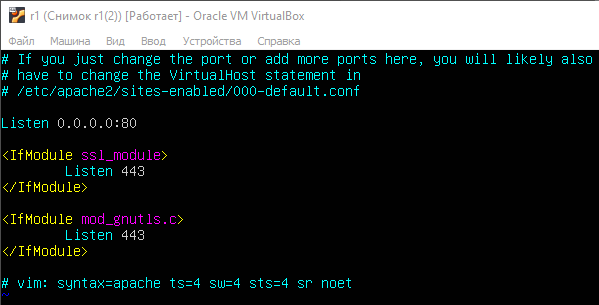 r1 (Снимок r1(2)) [Работает] - Oracle VM VirtualBox
Файл Машина Вид Ввод Устройства Справка
# If you just change the port or add more ports here, you will likely also
# have to change the VirtualHost statement in
# /etc/apache2/sites-enabled/000-default.conf
Listen 0.0.0.0:80
<IfModule ssl_module>
Listen 443
</IfModule>
<IfModule mod_gnutls.c>
Listen 443
</IfModule>
# vim: syntax=apache ts=4 sw=4 sts=4 sr noet
~